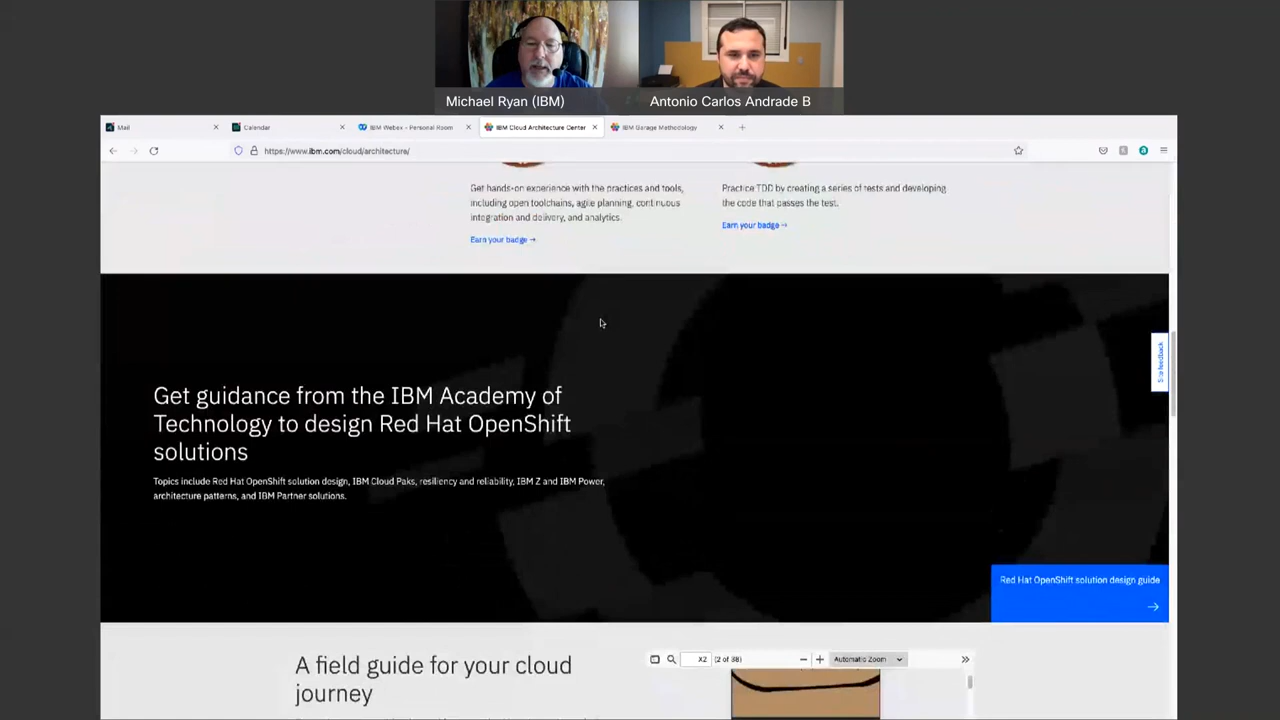 Michael Ryan (IBM)
Antonio Carlos Andrade B
Mail
Calendar
IBM Webex - Personal Room
IBM Cloud Architecture Center
IBM Garage Methodology
https://www.ibm.com/cloud/architecture/
Get hands-on experience with the practices and tools,
including open toolchains, agile planning, continuous
integration and delivery, and analytics.
Earn your badge →
Practice TDD by creating a series of tests and developing
the code that passes the test.
Earn your badge →
Site feedback
Get guidance from the IBM Academy of
Technology to design Red Hat OpenShift
solutions
Topics include Red Hat OpenShift solution design, IBM Cloud Paks, resiliency and reliability, IBM Z and IBM Power,
architecture patterns, and IBM Partner solutions.
Red Hat OpenShift solution design guide
→
A field guide for your cloud
journey
X2 (2 of 38)
Automatic Zoom